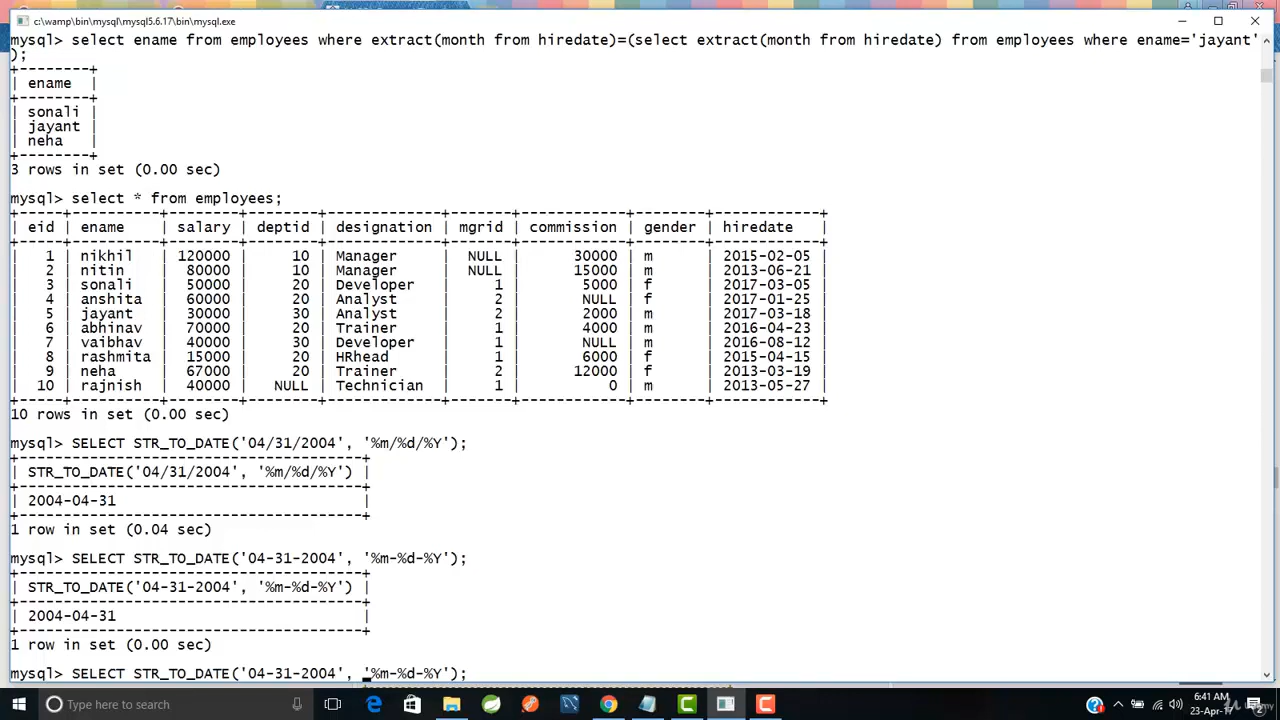 c:\wamp\bin\mysql\mysql5.6.17\bin\mysql.exe
mysql> select ename from employees where extract(month from hiredate)=(select extract(month from hiredate) from employees where ename='jayant'
);
+--------+
| ename  |
+--------+
| sonali |
| jayant |
| neha   |
+--------+
3 rows in set (0.00 sec)
mysql> select * from employees;
+-----+----------+--------+--------+-------------+-------+------------+--------+------------+
| eid | ename    | salary | deptid | designation | mgrid | commission | gender | hiredate   |
+-----+----------+--------+--------+-------------+-------+------------+--------+------------+
|   1 | nikhil   | 120000 |     10 | Manager     |  NULL |      30000 | m      | 2015-02-05 |
|   2 | nitin    |  80000 |     10 | Manager     |  NULL |      15000 | m      | 2013-06-21 |
|   3 | sonali   |  50000 |     20 | Developer   |     1 |       5000 | f      | 2017-03-05 |
|   4 | anshita  |  60000 |     20 | Analyst     |     2 |       NULL | f      | 2017-01-25 |
|   5 | jayant   |  30000 |     30 | Analyst     |     2 |       2000 | m      | 2017-03-18 |
|   6 | abhinav  |  70000 |     20 | Trainer     |     1 |       4000 | m      | 2016-04-23 |
|   7 | vaibhav  |  40000 |     30 | Developer   |     1 |       NULL | m      | 2016-08-12 |
|   8 | rashmita |  15000 |     20 | HRhead      |     1 |       6000 | f      | 2015-04-15 |
|   9 | neha     |  67000 |     20 | Trainer     |     2 |      12000 | f      | 2013-03-19 |
|  10 | rajnish  |  40000 |   NULL | Technician  |     1 |          0 | m      | 2013-05-27 |
+-----+----------+--------+--------+-------------+-------+------------+--------+------------+
10 rows in set (0.00 sec)
mysql> SELECT STR_TO_DATE('04/31/2004', '%m/%d/%Y');
+---------------------------------------+
| STR_TO_DATE('04/31/2004', '%m/%d/%Y') |
+---------------------------------------+
| 2004-04-31                            |
+---------------------------------------+
1 row in set (0.04 sec)
mysql> SELECT STR_TO_DATE('04-31-2004', '%m-%d-%Y');
+---------------------------------------+
| STR_TO_DATE('04-31-2004', '%m-%d-%Y') |
+---------------------------------------+
| 2004-04-31                            |
+---------------------------------------+
1 row in set (0.00 sec)
mysql> SELECT STR_TO_DATE('04-31-2004', '%m-%d-%Y');
Type here to search
6:41 AM
23-Apr-17